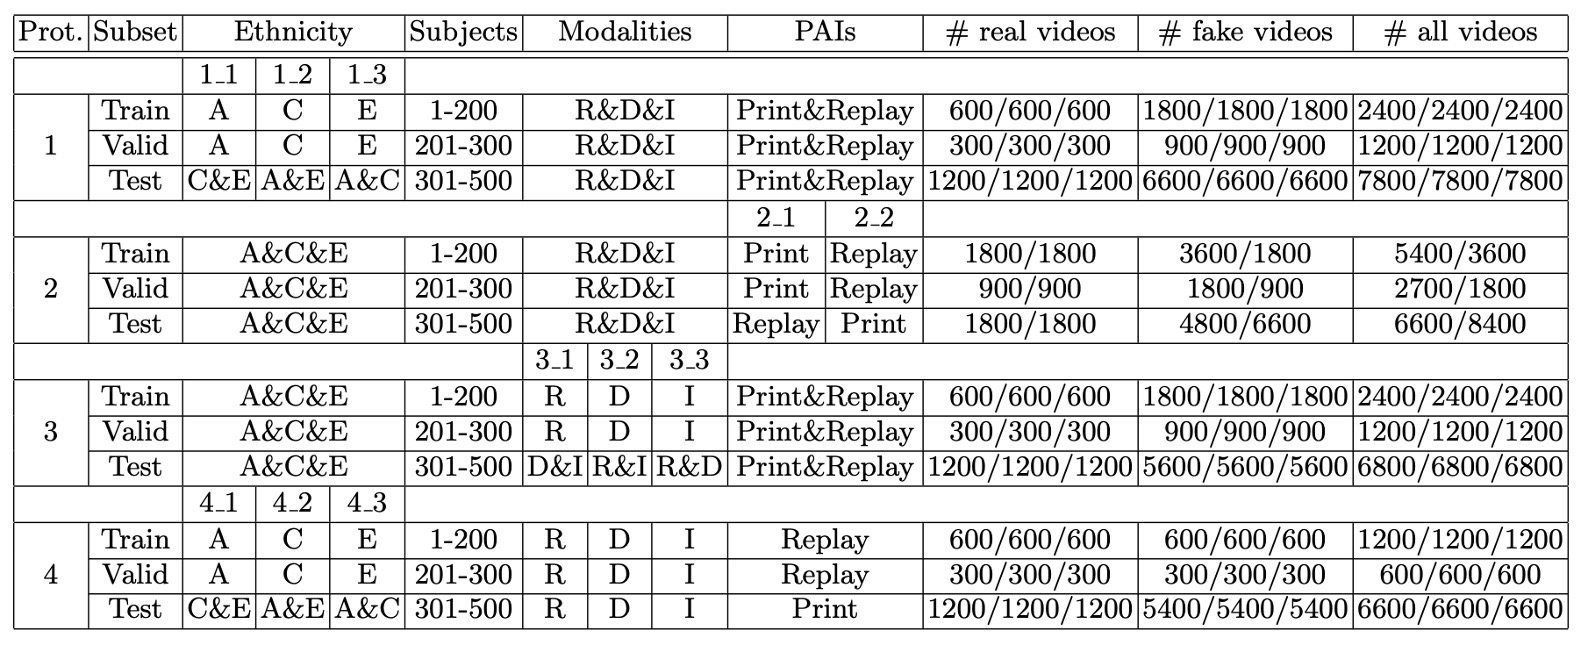 Prot. Subset Ethnicity Subjects Modalities PAIs # real videos # fake videos # all videos
1_1 1_2 1_3
Train A C E 1-200 R&D&I Print&Replay 600/600/600 1800/1800/1800 2400/2400/2400
1 Valid A C E 201-300 R&D&I Print&Replay 300/300/300 900/900/900 1200/1200/1200
Test C&E A&E A&C 301-500 R&D&I Print&Replay 1200/1200/1200 6600/6600/6600 7800/7800/7800
2_1 2_2
Train A&C&E 1-200 R&D&I Print Replay 1800/1800 3600/1800 5400/3600
2 Valid A&C&E 201-300 R&D&I Print Replay 900/900 1800/900 2700/1800
Test A&C&E 301-500 R&D&I Replay Print 1800/1800 4800/6600 6600/8400
3_1 3_2 3_3
Train A&C&E 1-200 R D I Print&Replay 600/600/600 1800/1800/1800 2400/2400/2400
3 Valid A&C&E 201-300 R D I Print&Replay 300/300/300 900/900/900 1200/1200/1200
Test A&C&E 301-500 D&I R&I R&D Print&Replay 1200/1200/1200 5600/5600/5600 6800/6800/6800
4_1 4_2 4_3
Train A C E 1-200 R D I Replay 600/600/600 600/600/600 1200/1200/1200
4 Valid A C E 201-300 R D I Replay 300/300/300 300/300/300 600/600/600
Test C&E A&E A&C 301-500 R D I Print 1200/1200/1200 5400/5400/5400 6600/6600/6600